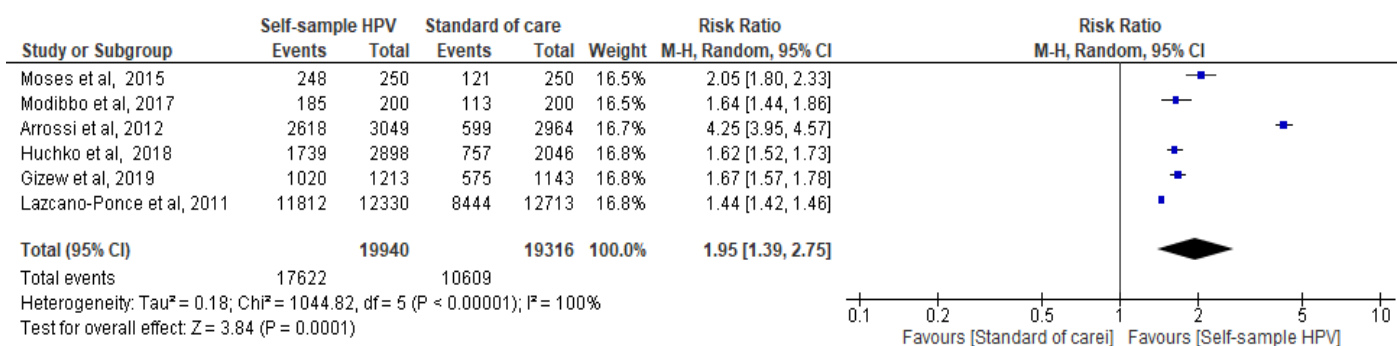 Self-sample HPV Standard of care Risk Ratio Risk Ratio
Study or Subgroup Events Total Events Total Weight M-H, Random, 95% CI M-H, Random, 95% CI
Moses et al, 2015 248 250 121 250 16.5% 2.05 [1.80, 2.33]
Modibbo et al, 2017 185 200 113 200 16.5% 1.64 [1.44, 1.86]
Arrossi et al, 2012 2618 3049 599 2964 16.7% 4.25 [3.95, 4.57]
Huchko et al, 2018 1739 2898 757 2046 16.8% 1.62 [1.52, 1.73]
Gizew et al, 2019 1020 1213 575 1143 16.8% 1.67 [1.57, 1.78]
Lazcano-Ponce et al, 2011 11812 12330 8444 12713 16.8% 1.44 [1.42, 1.46]
Total (95% CI) 19940 19316 100.0% 1.95 [1.39, 2.75]
Total events 17622 10609
Heterogeneity: Tau² = 0.18; Chi² = 1044.82, df = 5 (P < 0.00001); I² = 100%
Test for overall effect: Z = 3.84 (P = 0.0001)
0.1 0.2 0.5 1 2 5 10
Favours [Standard of carei] Favours [Self-sample HPV]